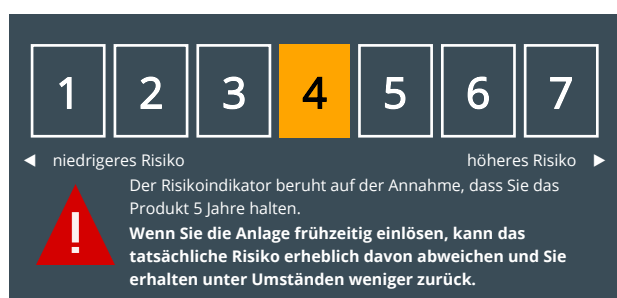 1 2 3 4 5 6 7
◀ niedrigeres Risiko höheres Risiko ▶
Der Risikoindikator beruht auf der Annahme, dass Sie das
Produkt 5 Jahre halten.
!
Wenn Sie die Anlage frühzeitig einlösen, kann das
tatsächliche Risiko erheblich davon abweichen und Sie
erhalten unter Umständen weniger zurück.